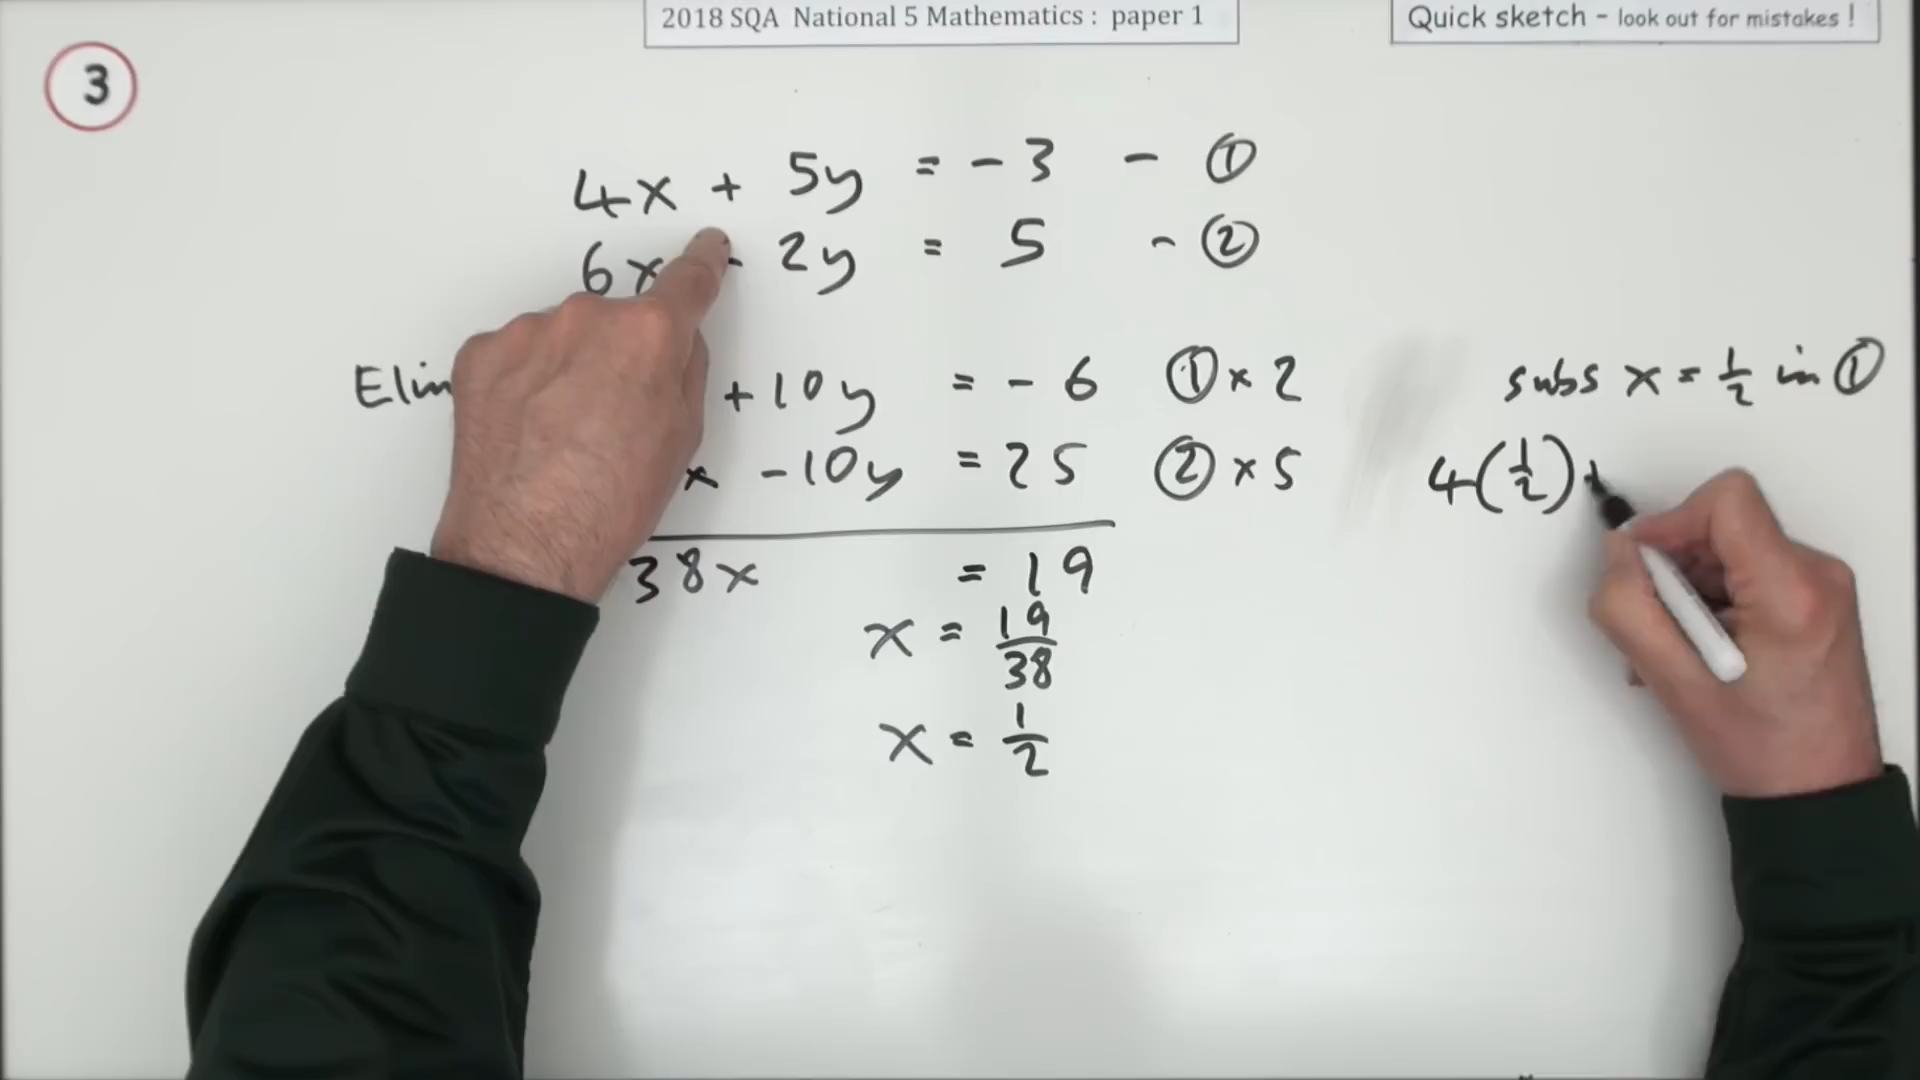 2018 SQA National 5 Mathematics : paper 1
Quick sketch - look out for mistakes !
3
4x + 5y = - 3 - ①
6x - 2y = 5 - ②
Elim + 10y = - 6 ① × 2
x - 10y = 25 ② × 5
38x = 19
x = 19/38
x = 1/2
subs x = 1/2 in ①
4(1/2) +